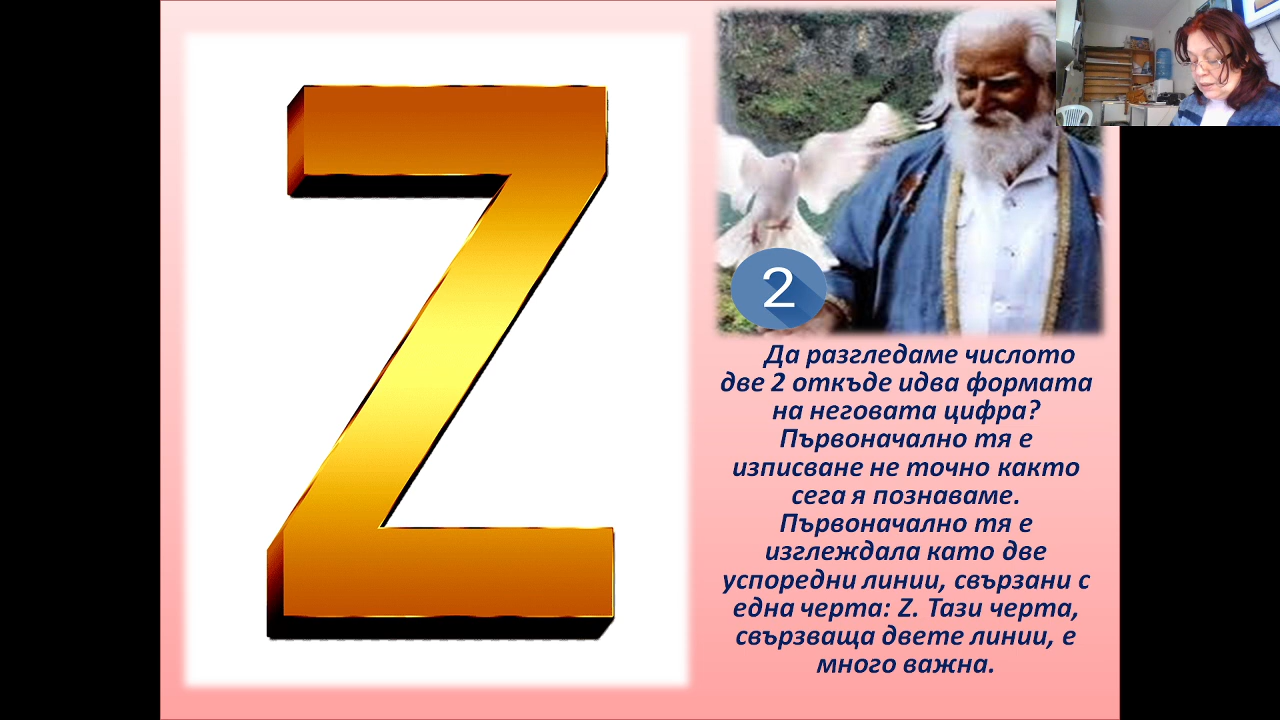 Z
2
Да разгледаме числото
две 2 откъде идва формата
на неговата цифра?
Първоначално тя е
изписване не точно както
сега я познаваме.
Първоначално тя е
изглеждала като две
успоредни линии, свързани с
една черта: Z. Тази черта,
свързваща двете линии, е
много важна.